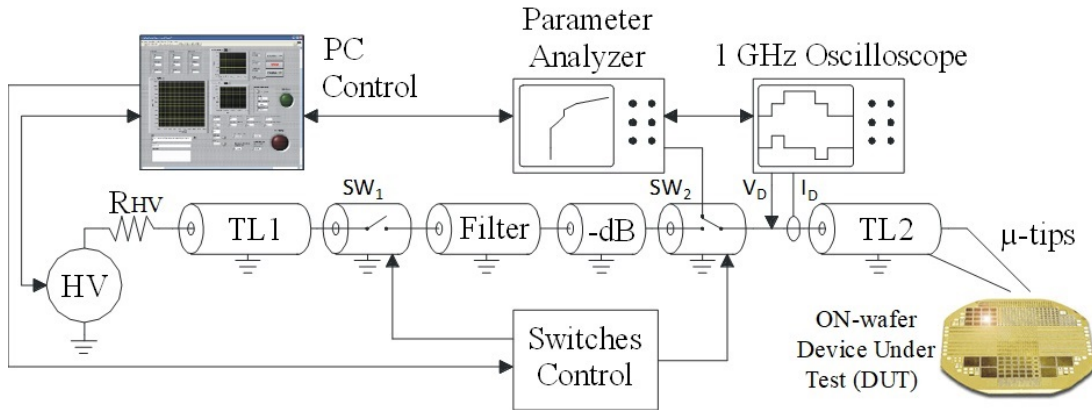 Parameter
Analyzer
1 GHz Oscilloscope
PC
Control
SW1
SW2
VD
ID
RHV
TL1
Filter
-dB
TL2
μ-tips
HV
Switches
Control
ON-wafer
Device Under
Test (DUT)